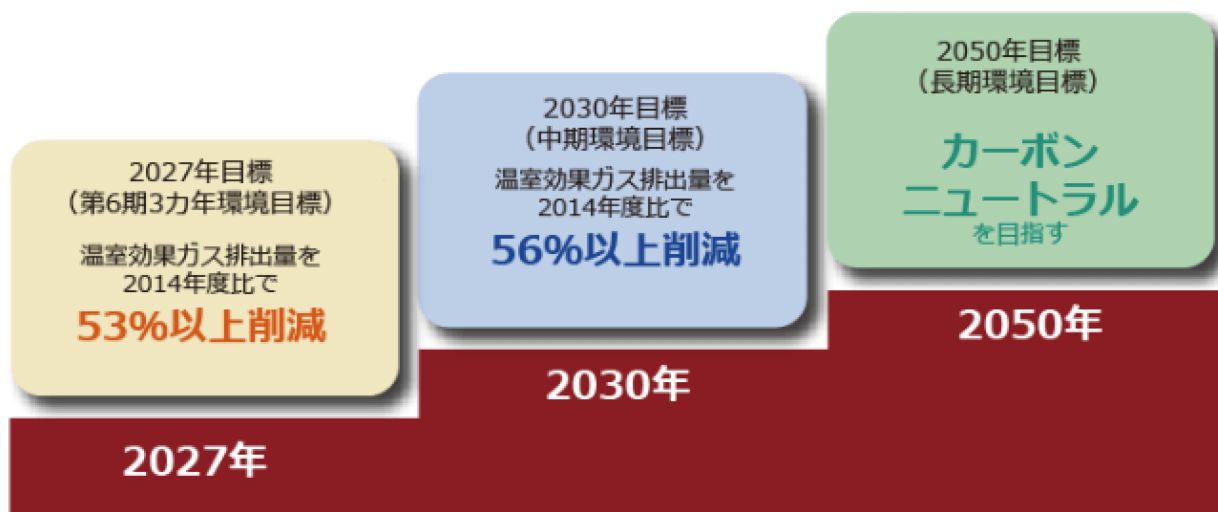 2027年目標
（第6期3カ年環境目標）
温室効果ガス排出量を
2014年度比で
53%以上削減
2027年
2030年目標
（中期環境目標）
温室効果ガス排出量を
2014年度比で
56%以上削減
2030年
2050年目標
（長期環境目標）
カーボン
ニュートラル
を目指す
2050年